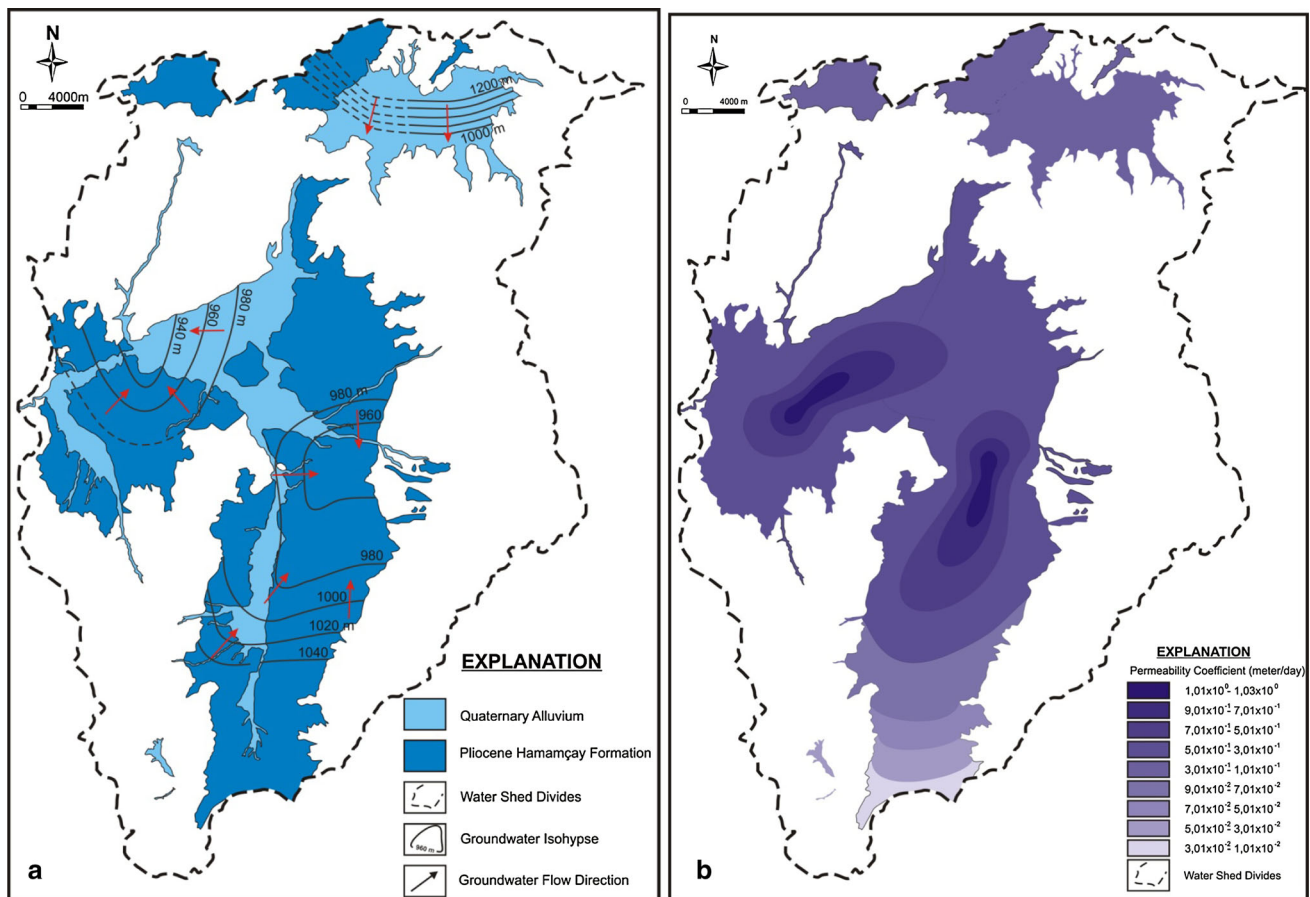 N
0 4000m
1200 m
1000 m
980 m
960
940 m
980 m
960
980
1000
1020 m
1040
EXPLANATION
Quaternary Alluvium
Pliocene Hamamçay Formation
Water Shed Divides
960 m
Groundwater Isohypse
Groundwater Flow Direction
a
N
0 4000 m
EXPLANATION
Permeability Coefficient (meter/day)
1,01x10⁰- 1,03x10⁰
9,01x10⁻¹ 7,01x10⁻¹
7,01x10⁻¹ 5,01x10⁻¹
5,01x10⁻¹ 3,01x10⁻¹
3,01x10⁻¹ 1,01x10⁻¹
9,01x10⁻² 7,01x10⁻²
7,01x10⁻² 5,01x10⁻²
5,01x10⁻² 3,01x10⁻²
3,01x10⁻² 1,01x10⁻²
Water Shed Divides
b